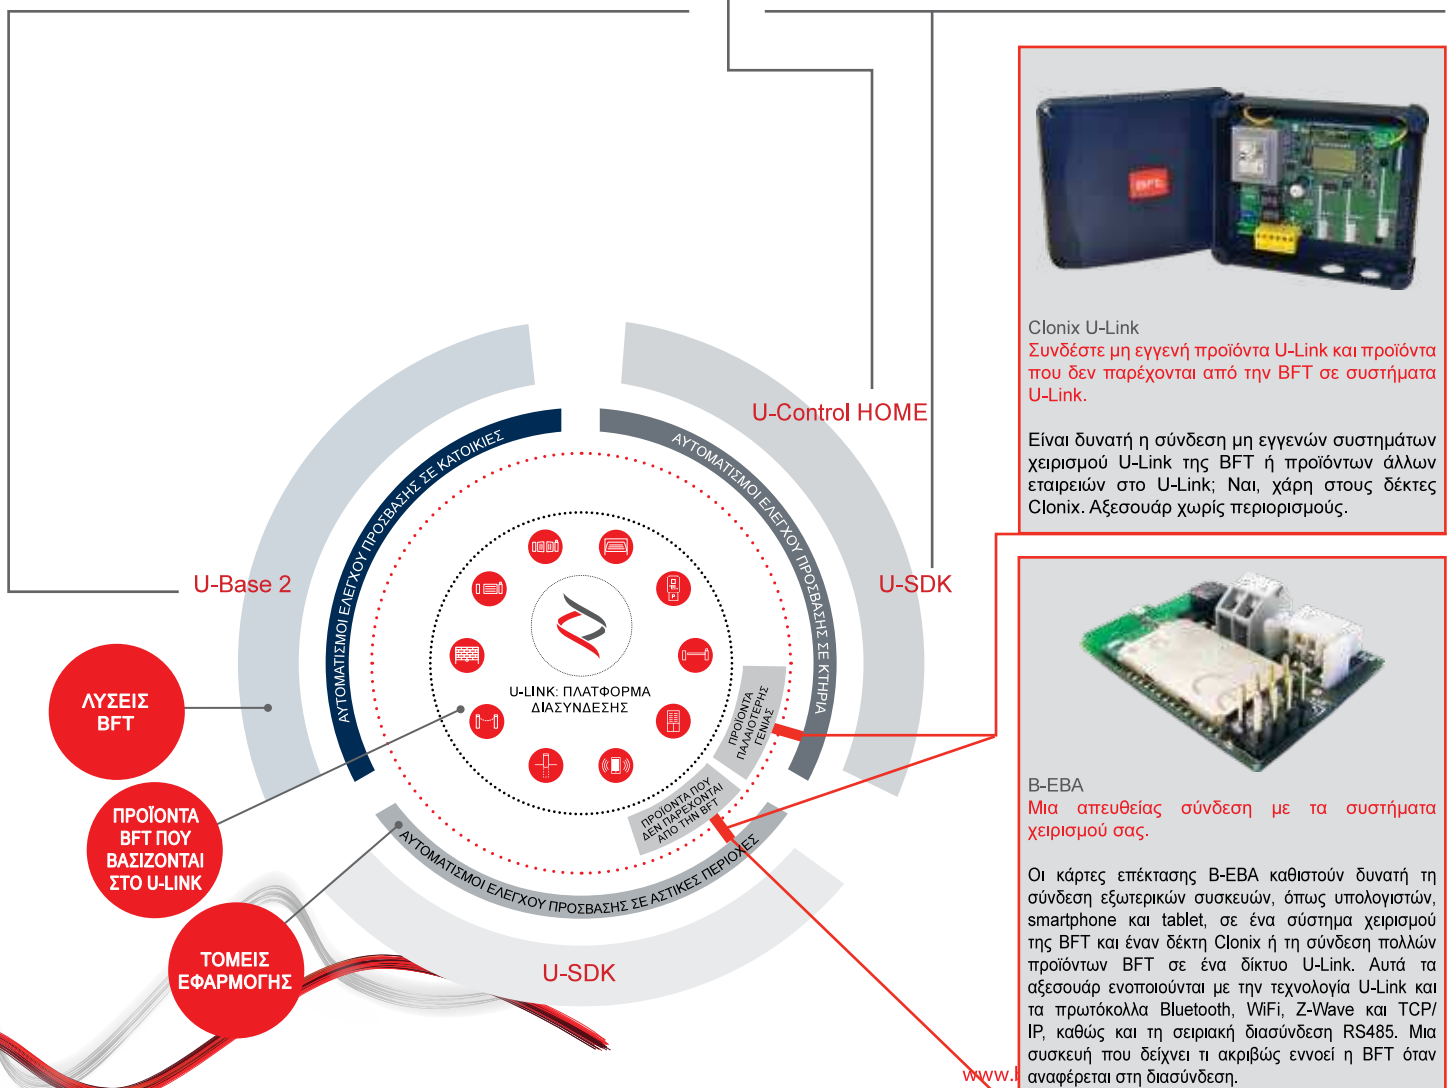 BFT
Clonix U-Link
Συνδέστε μη εγγενή προϊόντα U-Link και προϊόντα
που δεν παρέχονται από την BFT σε συστήματα
U-Link.
Είναι δυνατή η σύνδεση μη εγγενών συστημάτων
χειρισμού U-Link της BFT ή προϊόντων άλλων
εταιρειών στο U-Link; Ναι, χάρη στους δέκτες
Clonix. Αξεσουάρ χωρίς περιορισμούς.
U-Control HOME
U-Base 2
U-SDK
ΑΥΤΟΜΑΤΙΣΜΟΙ ΕΛΕΓΧΟΥ ΠΡΟΣΒΑΣΗΣ ΣΕ ΚΑΤΟΙΚΙΕΣ
ΑΥΤΟΜΑΤΙΣΜΟΙ ΕΛΕΓΧΟΥ ΠΡΟΣΒΑΣΗΣ ΣΕ ΚΤΗΡΙΑ
P
U-LINK: ΠΛΑΤΦΟΡΜΑ
ΔΙΑΣΥΝΔΕΣΗΣ
ΠΡΟΪΟΝΤΑ
ΠΑΛΑΙΟΤΕΡΗΣ
ΓΕΝΙΑΣ
ΠΡΟΪΟΝΤΑ ΠΟΥ
ΔΕΝ ΠΑΡΕΧΟΝΤΑΙ
ΑΠΟ ΤΗΝ BFT
ΑΥΤΟΜΑΤΙΣΜΟΙ ΕΛΕΓΧΟΥ ΠΡΟΣΒΑΣΗΣ ΣΕ ΑΣΤΙΚΕΣ ΠΕΡΙΟΧΕΣ
U-SDK
ΛΥΣΕΙΣ
BFT
ΠΡΟΪΟΝΤΑ
BFT ΠΟΥ
ΒΑΣΙΖΟΝΤΑΙ
ΣΤΟ U-LINK
ΤΟΜΕΙΣ
ΕΦΑΡΜΟΓΗΣ
B-EBA
Μια απευθείας σύνδεση με τα συστήματα
χειρισμού σας.
Οι κάρτες επέκτασης B-EBA καθιστούν δυνατή τη
σύνδεση εξωτερικών συσκευών, όπως υπολογιστών,
smartphone και tablet, σε ένα σύστημα χειρισμού
της BFT και έναν δέκτη Clonix ή τη σύνδεση πολλών
προϊόντων BFT σε ένα δίκτυο U-Link. Αυτά τα
αξεσουάρ ενοποιούνται με την τεχνολογία U-Link και
τα πρωτόκολλα Bluetooth, WiFi, Z-Wave και TCP/
IP, καθώς και τη σειριακή διασύνδεση RS485. Μια
συσκευή που δείχνει τι ακριβώς εννοεί η BFT όταν
αναφέρεται στη διασύνδεση.
www.